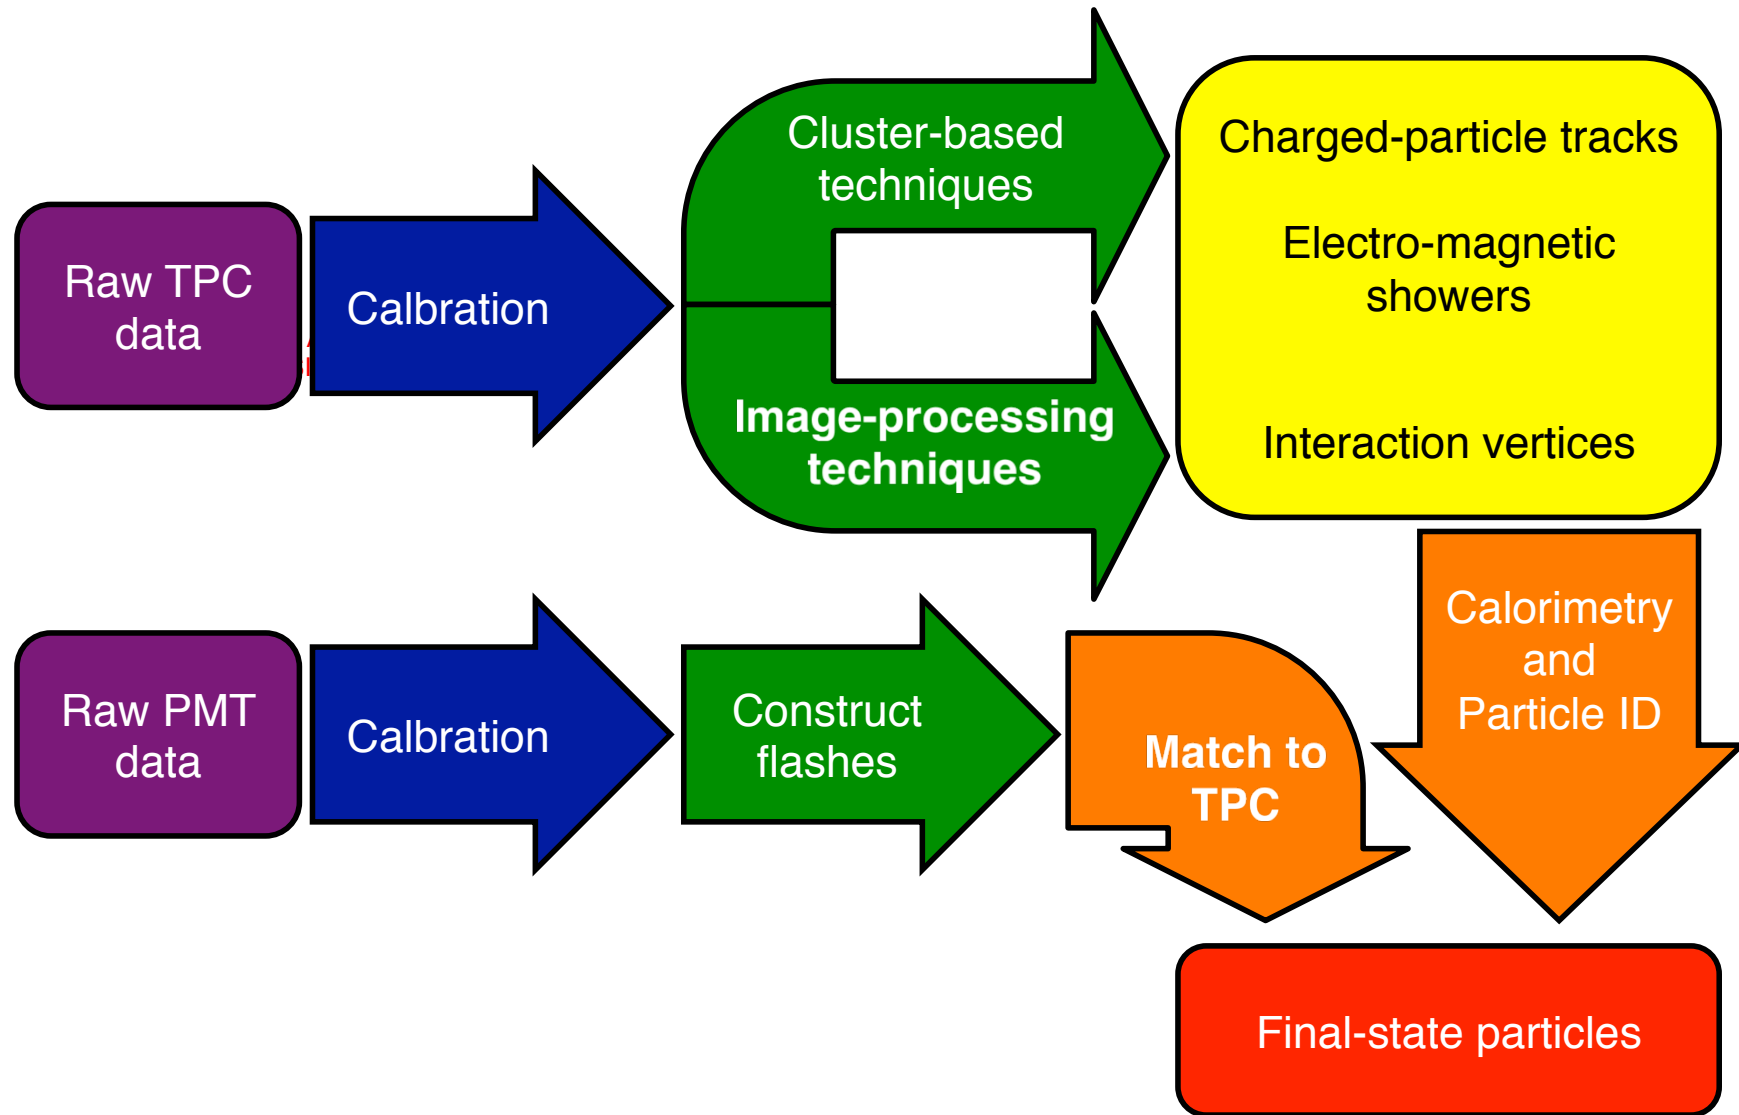 Cluster-based
techniques
Charged-particle tracks
Electro-magnetic
showers
Raw TPC
data
Calbration
Image-processing
techniques
Interaction vertices
Raw PMT
data
Calbration
Construct
flashes
Match to
TPC
Calorimetry
and
Particle ID
Final-state particles